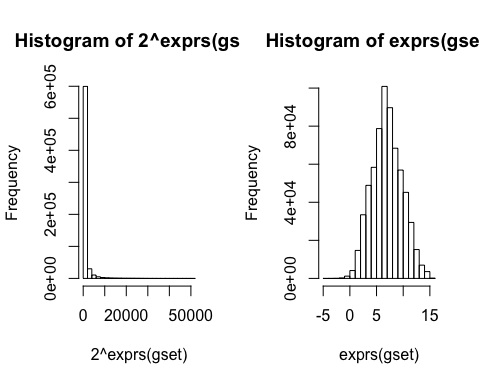 Histogram of 2^exprs(gs
Frequency
0e+00
2e+05
4e+05
6e+05
0
20000
50000
2^exprs(gset)
Histogram of exprs(gse
Frequency
0e+00
4e+04
8e+04
-5
0
5
15
exprs(gset)